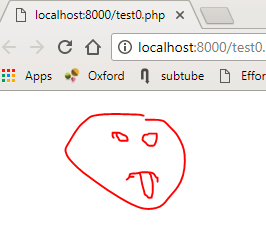 localhost:8000/test0.php
localhost:8000/test0.
Apps Oxford subtube Effor